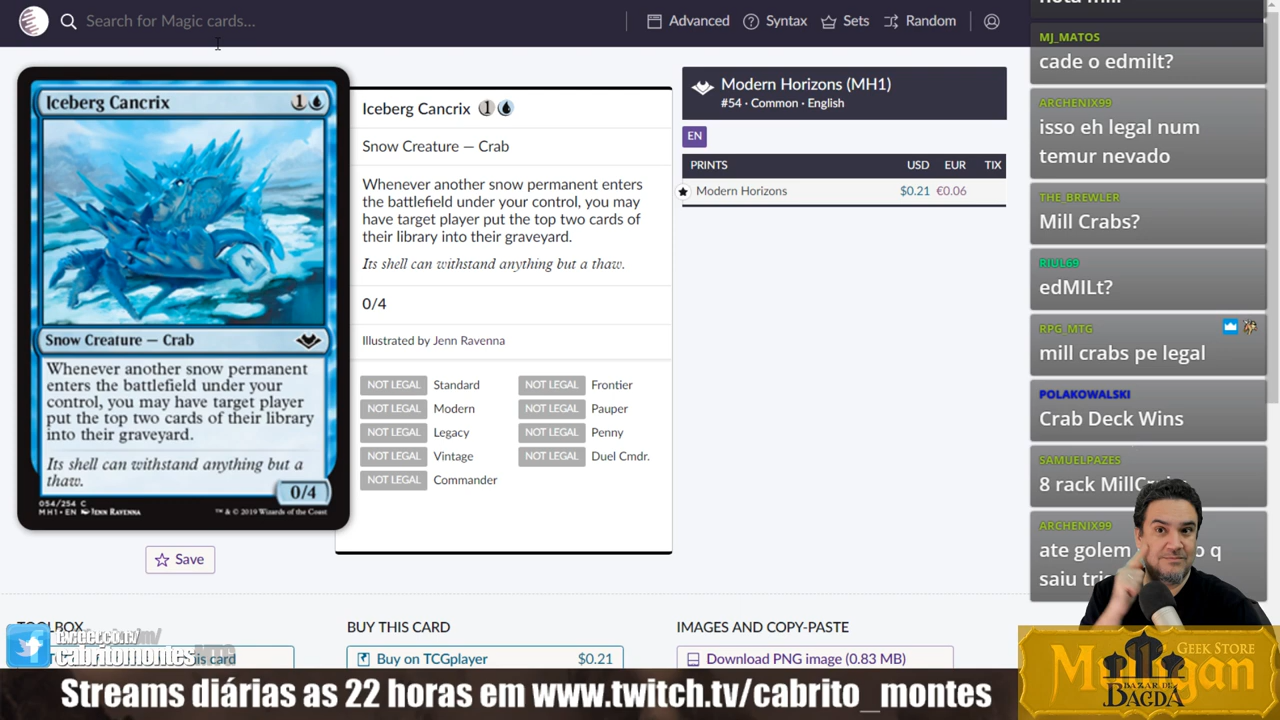 Search for Magic cards...
Advanced
Syntax
Sets
Random
Iceberg Cancrix 1
Snow Creature — Crab
Whenever another snow permanent
enters the battlefield under your
control, you may have target player
put the top two cards of their library
into their graveyard.
Its shell can withstand anything but a
thaw.
0/4
054/254 C
MH1 • EN Jenn Ravenna
™ & © 2019 Wizards of the Coast
Save
Iceberg Cancrix 1
Snow Creature — Crab
Whenever another snow permanent enters
the battlefield under your control, you may
have target player put the top two cards of
their library into their graveyard.
Its shell can withstand anything but a thaw.
0/4
Illustrated by Jenn Ravenna
NOT LEGAL Standard NOT LEGAL Frontier
NOT LEGAL Modern NOT LEGAL Pauper
NOT LEGAL Legacy NOT LEGAL Penny
NOT LEGAL Vintage NOT LEGAL Duel Cmdr.
NOT LEGAL Commander
Modern Horizons (MH1)
#54 • Common • English
EN
PRINTS USD EUR TIX
Modern Horizons $0.21 €0.06
MJ_MATOS
cade o edmilt?
ARCHENIX99
isso eh legal num
temur nevado
THE_BREWLER
Mill Crabs?
RIUL69
edMILt?
RPG_MTG
mill crabs pe legal
POLAKOWALSKI
Crab Deck Wins
SAMUELPAZES
8 rack
ARCHENIX99
ate golem
saiu
TOOLBOX
BUY THIS CARD
Buy on TCGplayer $0.21
IMAGES AND COPY-PASTE
Download PNG image (0.83 MB)
cabritomontes
Streams diárias as 22 horas em www.twitch.tv/cabrito_montes
Mulligan
GEEK STORE
BAZAR DE
BAGDÁ